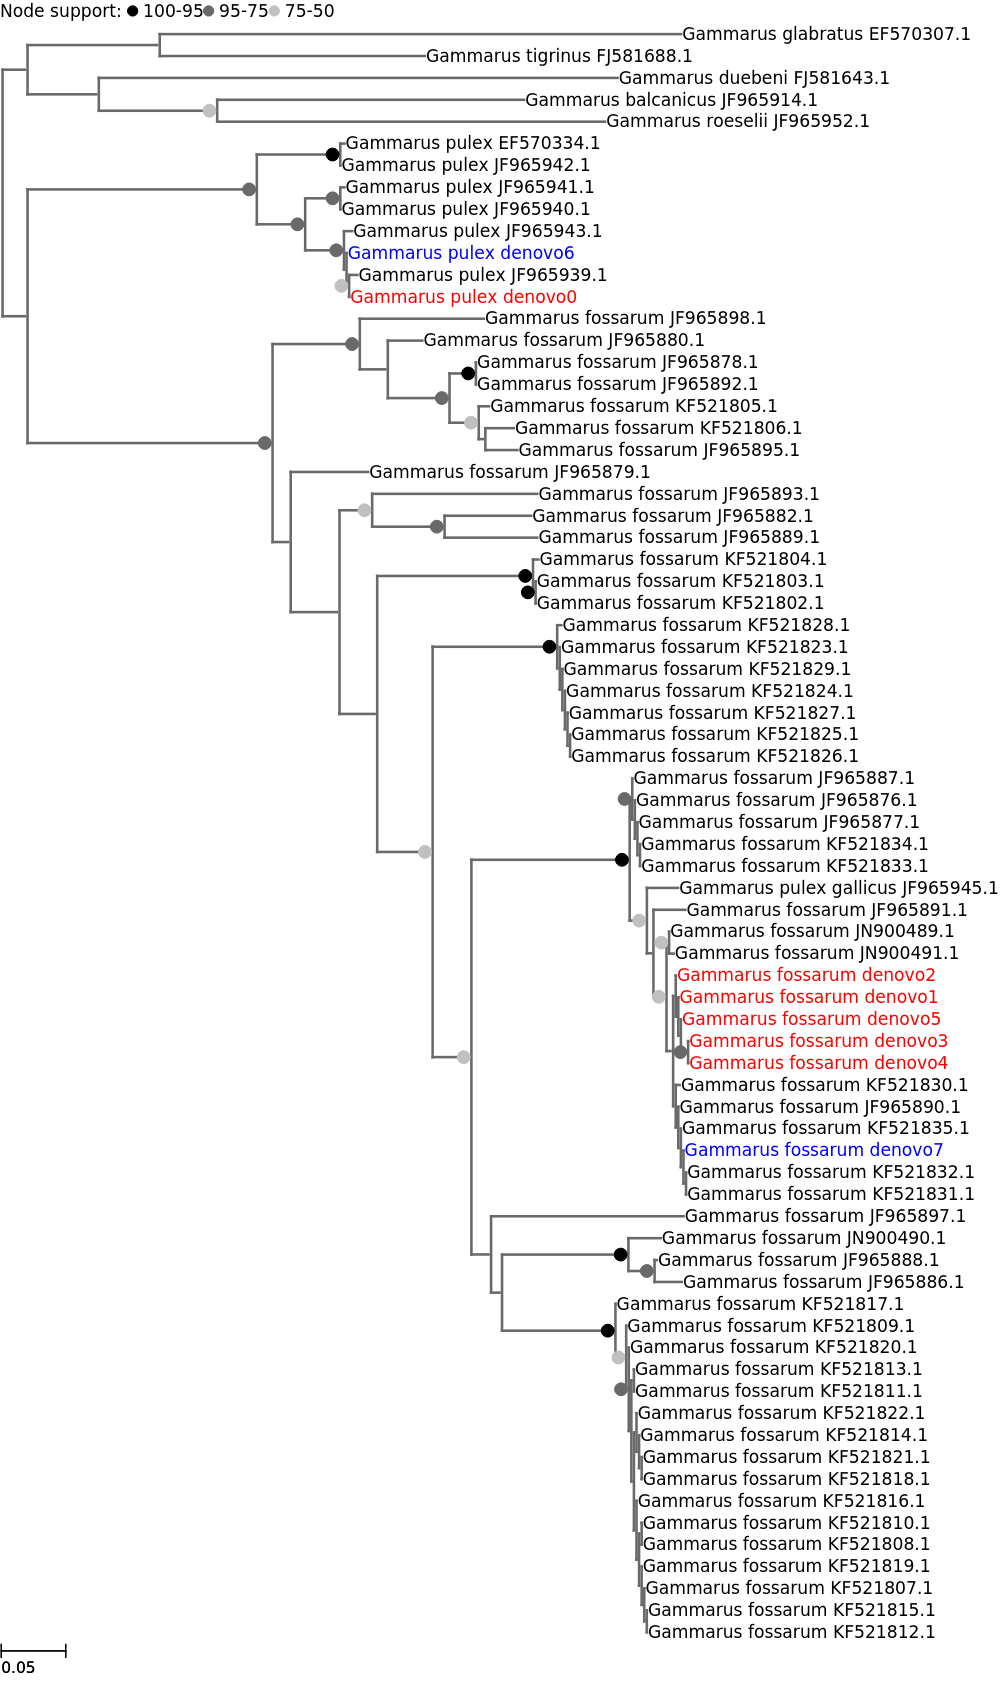 Node support: 100-95 95-75 75-50
Gammarus glabratus EF570307.1
Gammarus tigrinus FJ581688.1
Gammarus duebeni FJ581643.1
Gammarus balcanicus JF965914.1
Gammarus roeselii JF965952.1
Gammarus pulex EF570334.1
Gammarus pulex JF965942.1
Gammarus pulex JF965941.1
Gammarus pulex JF965940.1
Gammarus pulex JF965943.1
Gammarus pulex denovo6
Gammarus pulex JF965939.1
Gammarus pulex denovo0
Gammarus fossarum JF965898.1
Gammarus fossarum JF965880.1
Gammarus fossarum JF965878.1
Gammarus fossarum JF965892.1
Gammarus fossarum KF521805.1
Gammarus fossarum KF521806.1
Gammarus fossarum JF965895.1
Gammarus fossarum JF965879.1
Gammarus fossarum JF965893.1
Gammarus fossarum JF965882.1
Gammarus fossarum JF965889.1
Gammarus fossarum KF521804.1
Gammarus fossarum KF521803.1
Gammarus fossarum KF521802.1
Gammarus fossarum KF521828.1
Gammarus fossarum KF521823.1
Gammarus fossarum KF521829.1
Gammarus fossarum KF521824.1
Gammarus fossarum KF521827.1
Gammarus fossarum KF521825.1
Gammarus fossarum KF521826.1
Gammarus fossarum JF965887.1
Gammarus fossarum JF965876.1
Gammarus fossarum JF965877.1
Gammarus fossarum KF521834.1
Gammarus fossarum KF521833.1
Gammarus pulex gallicus JF965945.1
Gammarus fossarum JF965891.1
Gammarus fossarum JN900489.1
Gammarus fossarum JN900491.1
Gammarus fossarum denovo2
Gammarus fossarum denovo1
Gammarus fossarum denovo5
Gammarus fossarum denovo3
Gammarus fossarum denovo4
Gammarus fossarum KF521830.1
Gammarus fossarum JF965890.1
Gammarus fossarum KF521835.1
Gammarus fossarum denovo7
Gammarus fossarum KF521832.1
Gammarus fossarum KF521831.1
Gammarus fossarum JF965897.1
Gammarus fossarum JN900490.1
Gammarus fossarum JF965888.1
Gammarus fossarum JF965886.1
Gammarus fossarum KF521817.1
Gammarus fossarum KF521809.1
Gammarus fossarum KF521820.1
Gammarus fossarum KF521813.1
Gammarus fossarum KF521811.1
Gammarus fossarum KF521822.1
Gammarus fossarum KF521814.1
Gammarus fossarum KF521821.1
Gammarus fossarum KF521818.1
Gammarus fossarum KF521816.1
Gammarus fossarum KF521810.1
Gammarus fossarum KF521808.1
Gammarus fossarum KF521819.1
Gammarus fossarum KF521807.1
Gammarus fossarum KF521815.1
Gammarus fossarum KF521812.1
0.05